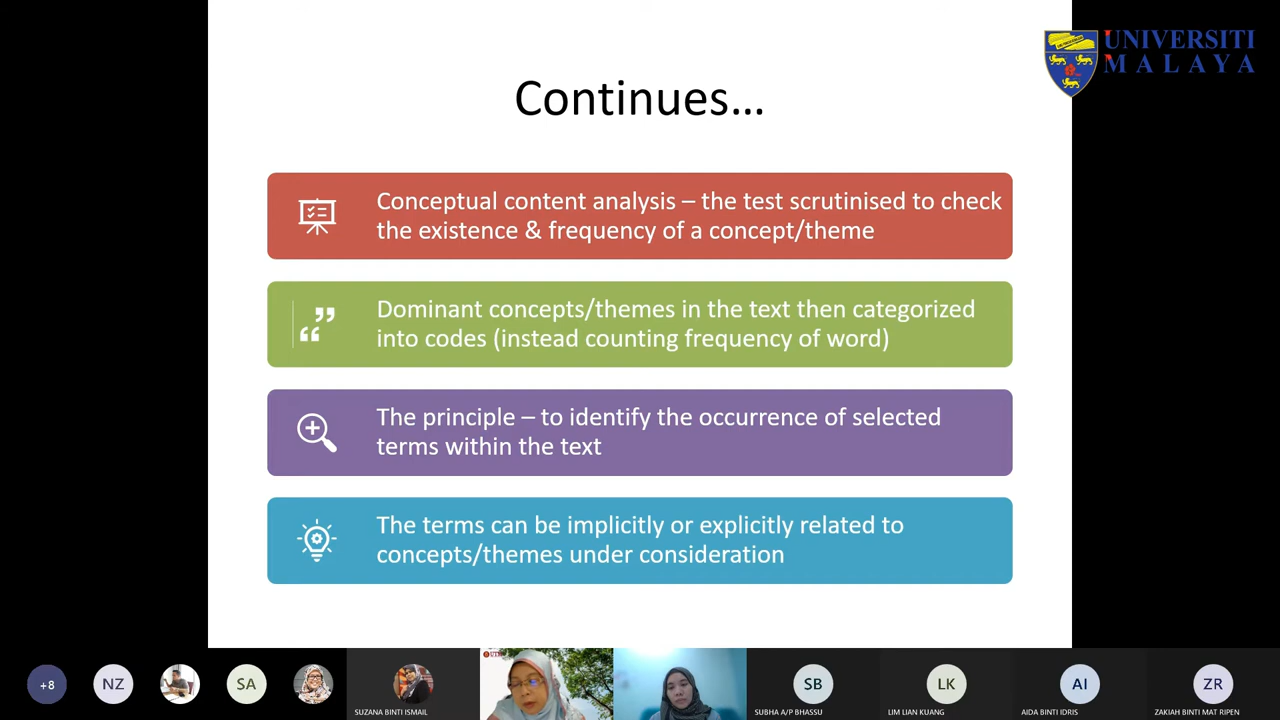 UNIVERSITI
MALAYA
Continues…
Conceptual content analysis – the test scrutinised to check
the existence & frequency of a concept/theme
Dominant concepts/themes in the text then categorized
into codes (instead counting frequency of word)
The principle – to identify the occurrence of selected
terms within the text
The terms can be implicitly or explicitly related to
concepts/themes under consideration
+8
NZ
SA
SB
LK
AI
ZR
SUZANA BINTI ISMAIL
SUBHA A/P BHASSU
LIM LIAN KUANG
AIDA BINTI IDRIS
ZAKIAH BINTI MAT RIPEN